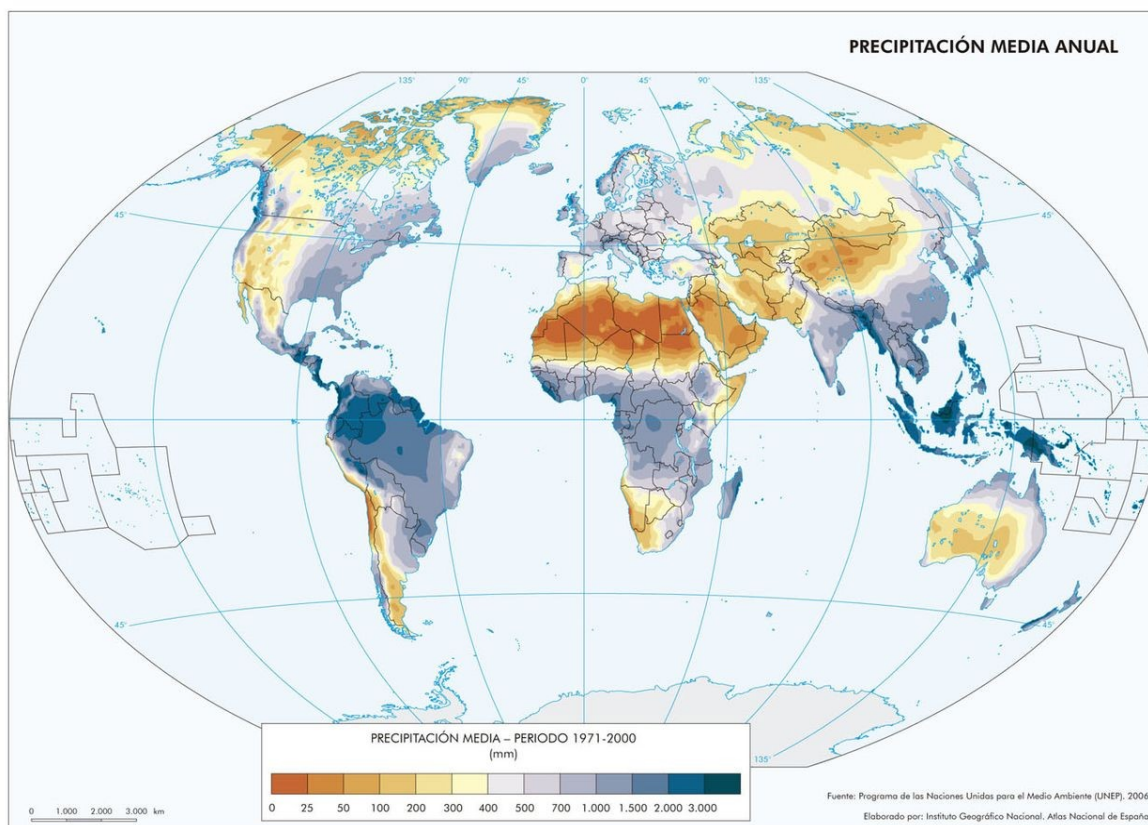 PRECIPITACIÓN MEDIA ANUAL
135° 90° 45° 0° 45° 90° 135°
45° 45°
0°
45° 45°
135°
PRECIPITACIÓN MEDIA – PERIODO 1971-2000
(mm)
0 25 50 100 200 300 400 500 700 1.000 1.500 2.000 3.000
0 1.000 2.000 3.000 km
Fuente: Programa de las Naciones Unidas para el Medio Ambiente (UNEP). 2006
Elaborado por: Instituto Geográfico Nacional. Atlas Nacional de España